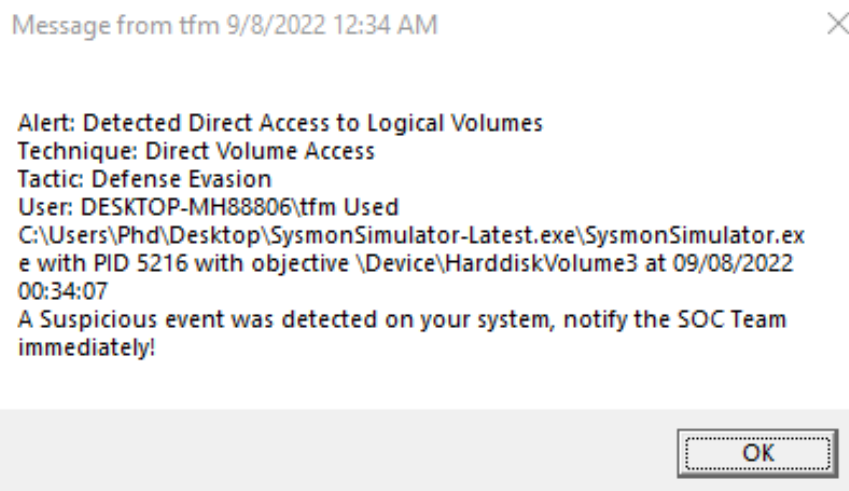 Message from tfm 9/8/2022 12:34 AM
Alert: Detected Direct Access to Logical Volumes
Technique: Direct Volume Access
Tactic: Defense Evasion
User: DESKTOP-MH88806\tfm Used
C:\Users\Phd\Desktop\SysmonSimulator-Latest.exe\SysmonSimulator.ex
e with PID 5216 with objective \Device\HarddiskVolume3 at 09/08/2022
00:34:07
A Suspicious event was detected on your system, notify the SOC Team
immediately!
OK